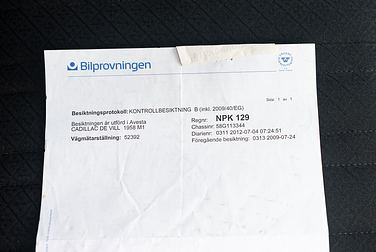 Bilprovningen
Sida 1 av 1
Besiktningsprotokoll: KONTROLLBESIKTNING B (inkl. 2009/40/EG)
Besiktningen är utförd i Avesta
CADILLAC DE VILL 1958 M1
Vägmätarställning: 52392
Regnr: NPK 129
Chassinr: 58G113344
Diarienr: 0311 2012-07-04 07:24:51
Föregående besiktning: 0313 2009-07-24